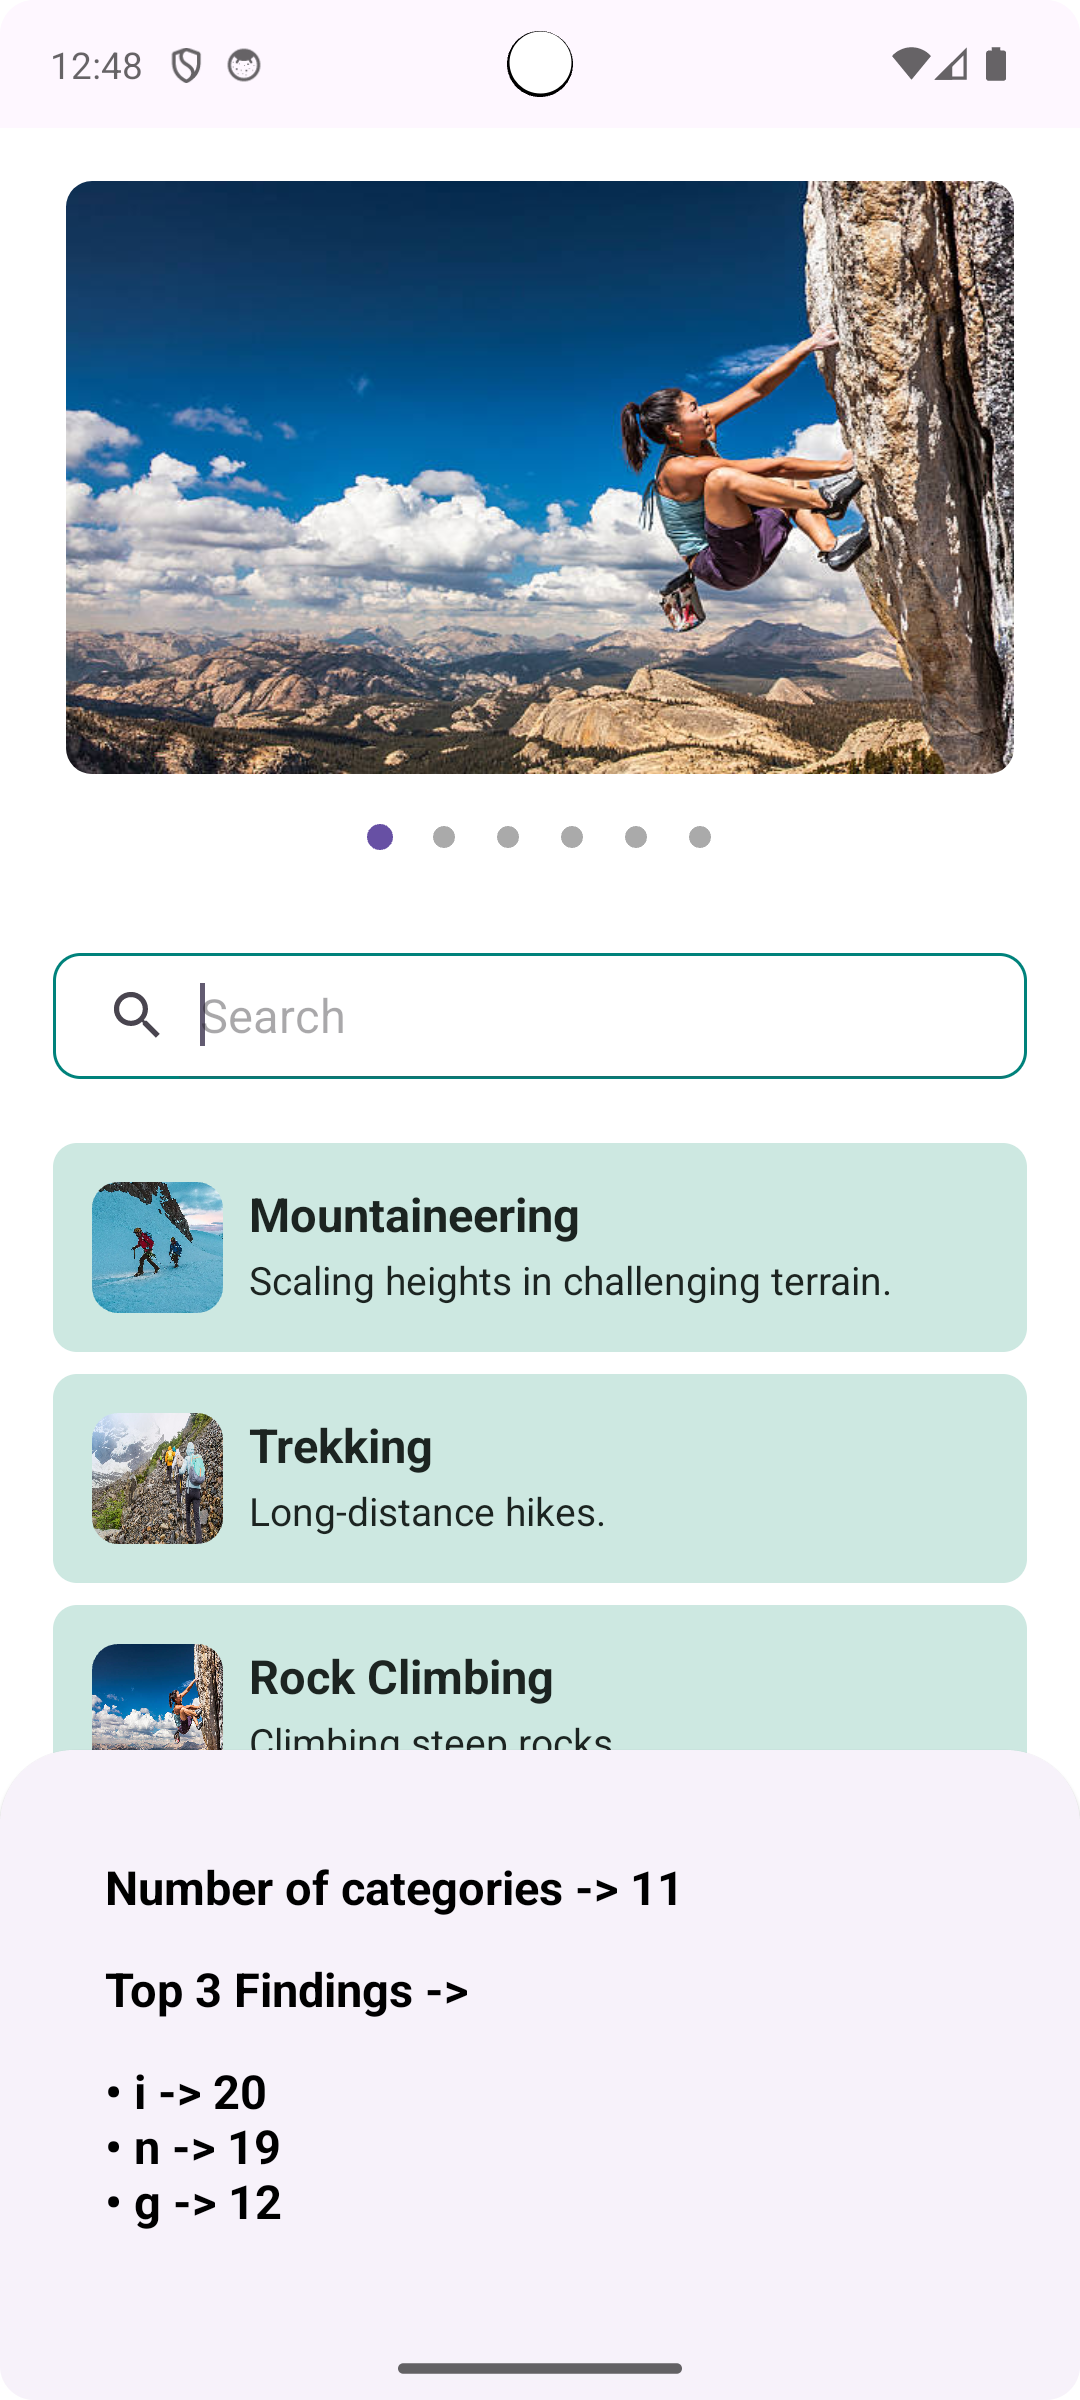 12:48
Search
Mountaineering
Scaling heights in challenging terrain.
Trekking
Long-distance hikes.
Rock Climbing
Climbing steep rocks
Number of categories -> 11
Top 3 Findings ->
• i -> 20
• n -> 19
• g -> 12